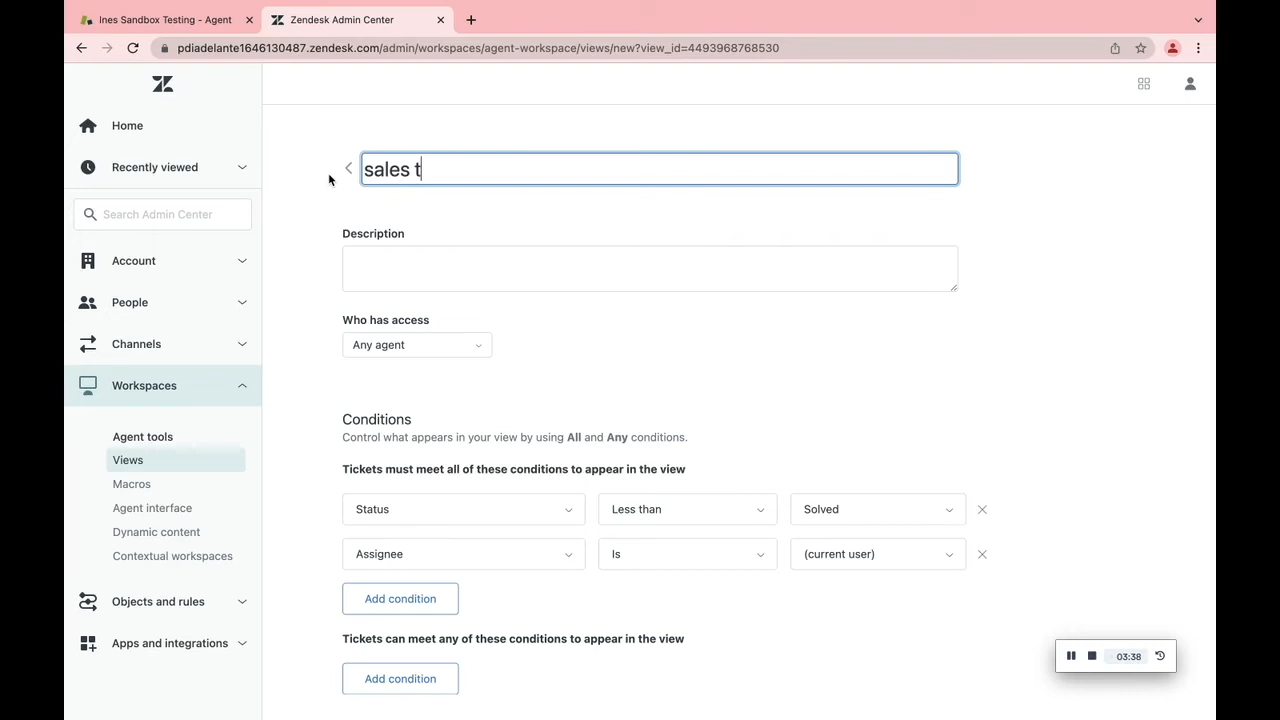 Ines Sandbox Testing - Agent
Zendesk Admin Center
pdiadelante1646130487.zendesk.com/admin/workspaces/agent-workspace/views/new?view_id=4493968768530
Home
Recently viewed
Search Admin Center
Account
People
Channels
Workspaces
Agent tools
Views
Macros
Agent interface
Dynamic content
Contextual workspaces
Objects and rules
Apps and integrations
sales t
Description
Who has access
Any agent
Conditions
Control what appears in your view by using All and Any conditions.
Tickets must meet all of these conditions to appear in the view
Status Less than Solved
Assignee Is (current user)
Add condition
Tickets can meet any of these conditions to appear in the view
Add condition
03:38